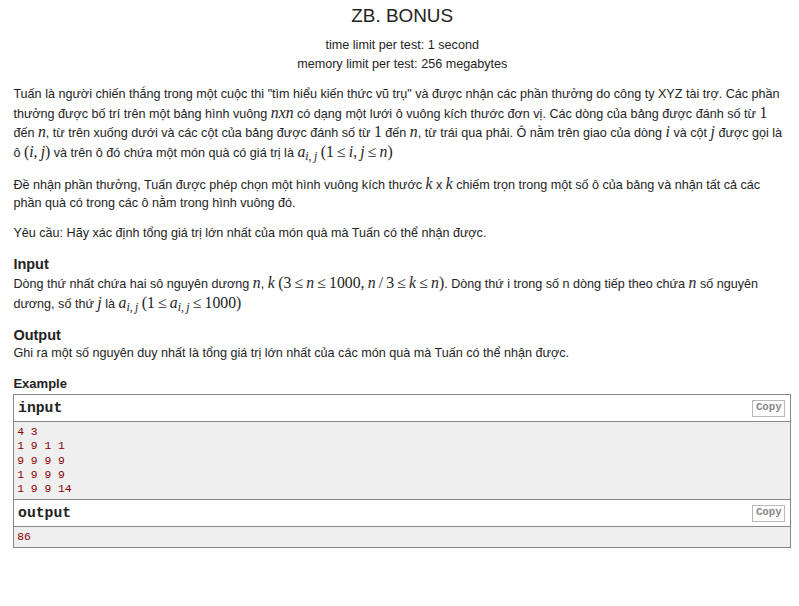 ZB. BONUS
time limit per test: 1 second
memory limit per test: 256 megabytes
Tuấn là người chiến thắng trong một cuộc thi "tìm hiểu kiến thức vũ trụ" và được nhận các phần thưởng do công ty XYZ tài trợ. Các phần
thưởng được bố trí trên một bảng hình vuông nxn có dạng một lưới ô vuông kích thước đơn vị. Các dòng của bảng được đánh số từ 1
đến n, từ trên xuống dưới và các cột của bảng được đánh số từ 1 đến n, từ trái qua phải. Ô nằm trên giao của dòng i và cột j được gọi là
ô (i, j) và trên ô đó chứa một món quà có giá trị là a_{i, j} (1 ≤ i, j ≤ n)
Để nhận phần thưởng, Tuấn được phép chọn một hình vuông kích thước k x k chiếm trọn trong một số ô của bảng và nhận tất cả các
phần quà có trong các ô nằm trong hình vuông đó.
Yêu cầu: Hãy xác định tổng giá trị lớn nhất của món quà mà Tuấn có thể nhận được.
Input
Dòng thứ nhất chứa hai số nguyên dương n, k (3 ≤ n ≤ 1000, n / 3 ≤ k ≤ n). Dòng thứ i trong số n dòng tiếp theo chứa n số nguyên
dương, số thứ j là a_{i, j} (1 ≤ a_{i, j} ≤ 1000)
Output
Ghi ra một số nguyên duy nhất là tổng giá trị lớn nhất của các món quà mà Tuấn có thể nhận được.
Example
input
Copy
4 3
1 9 1 1
9 9 9 9
1 9 9 9
1 9 9 14
output
Copy
86